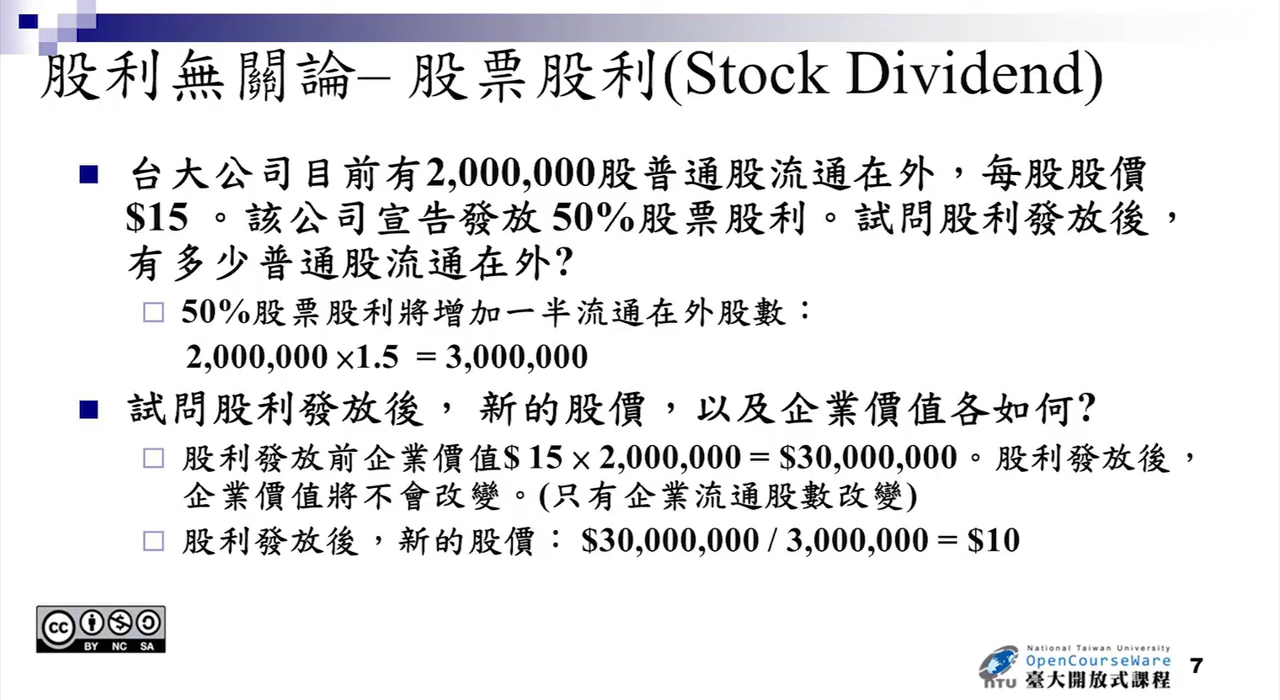 股利無關論– 股票股利(Stock Dividend)
台大公司目前有2,000,000股普通股流通在外，每股股價
$15 。該公司宣告發放 50%股票股利。試問股利發放後，
有多少普通股流通在外?
50%股票股利將增加一半流通在外股數：
2,000,000 ×1.5 = 3,000,000
試問股利發放後， 新的股價，以及企業價值各如何?
股利發放前企業價值$ 15 × 2,000,000 = $30,000,000。股利發放後，
企業價值將不會改變。(只有企業流通股數改變)
股利發放後，新的股價： $30,000,000 / 3,000,000 = $10
cc
BY NC SA
National Taiwan University
OpenCourseWare
NTU 臺大開放式課程
7